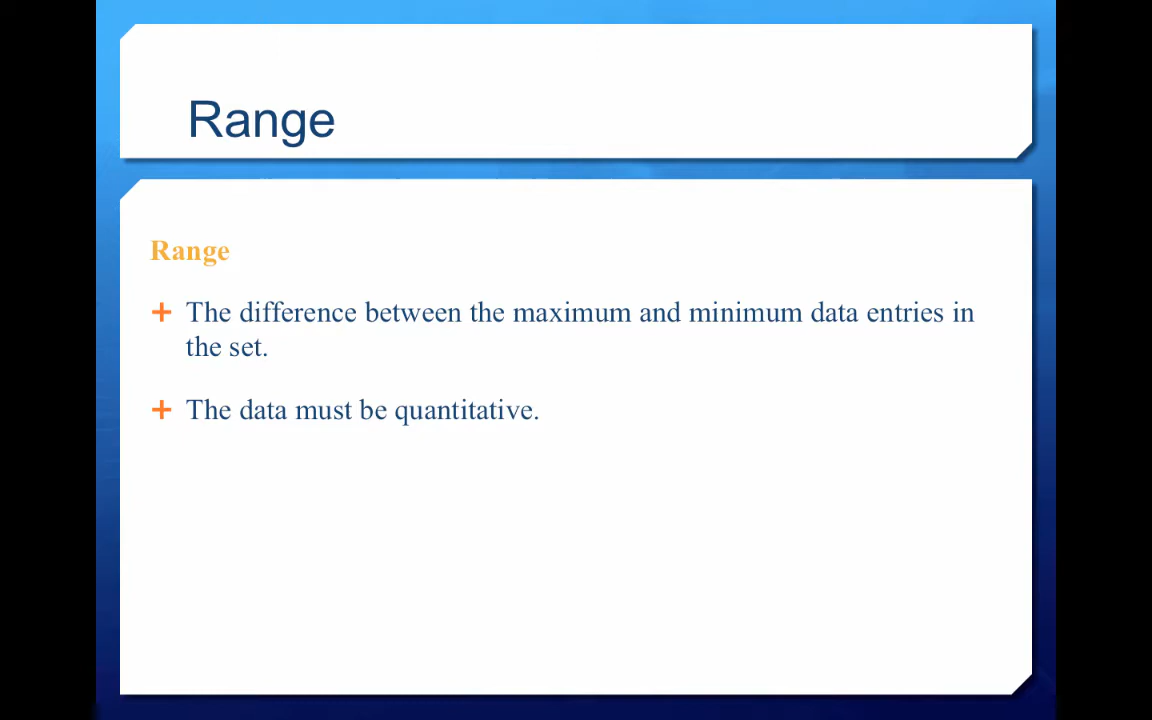 Range
Range
+ The difference between the maximum and minimum data entries in
the set.
+ The data must be quantitative.